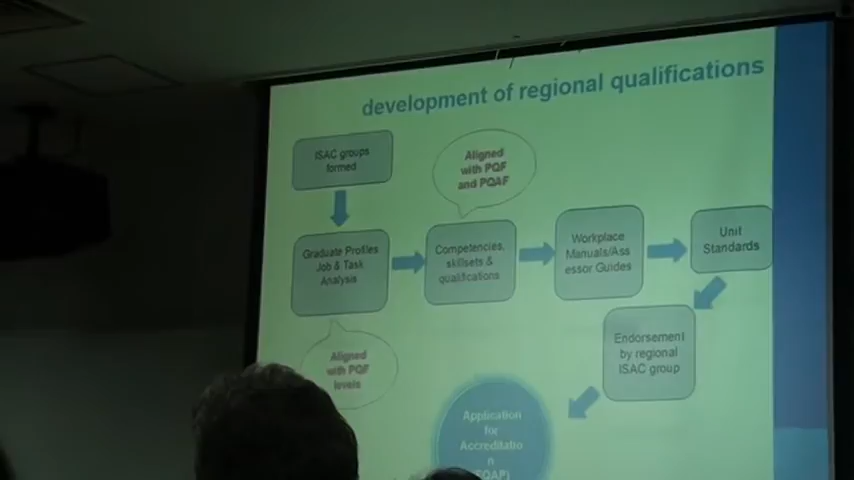 development of regional qualifications
ISAC groups
formed
Aligned
with PQF
and PQAF
Graduate Profiles
Job & Task
Analysis
Competencies,
skillsets &
qualifications
Workplace
Manuals/Ass
essor Guides
Unit
Standards
Aligned
with PQF
levels
Endorsement
by regional
ISAC group
Application
for
Accreditatio
n